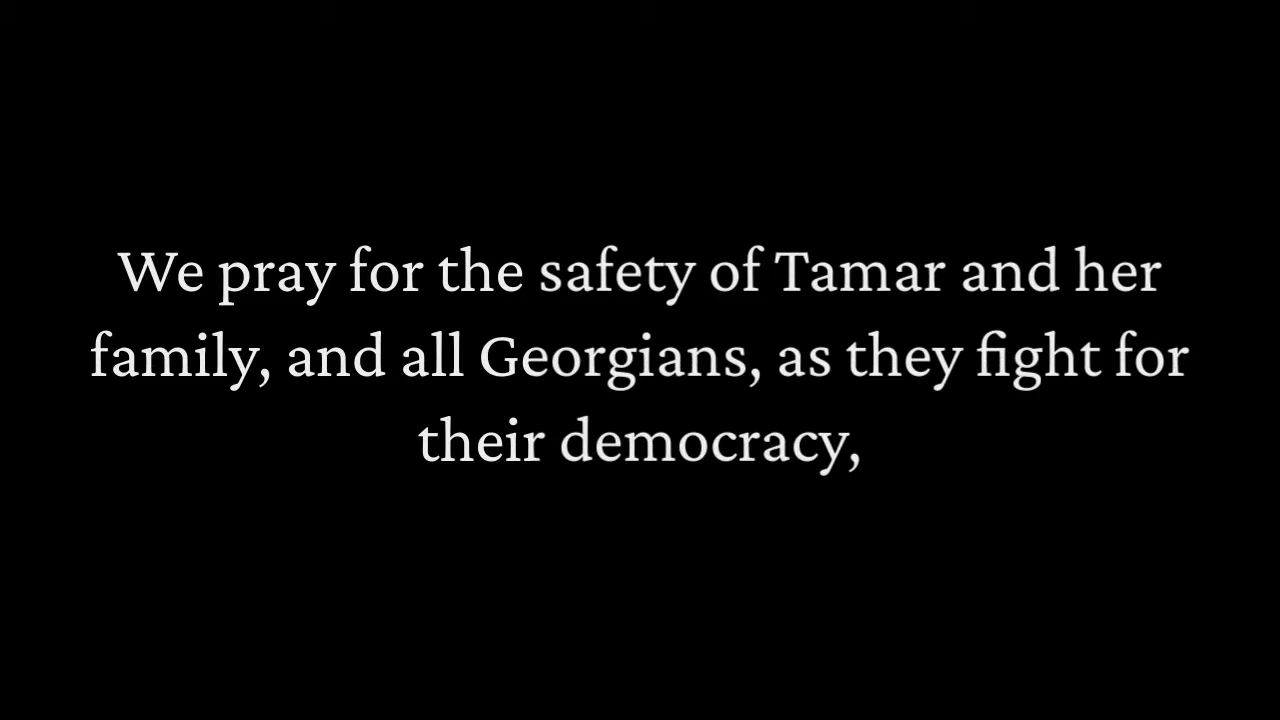 We pray for the safety of Tamar and her
family, and all Georgians, as they fight for
their democracy,